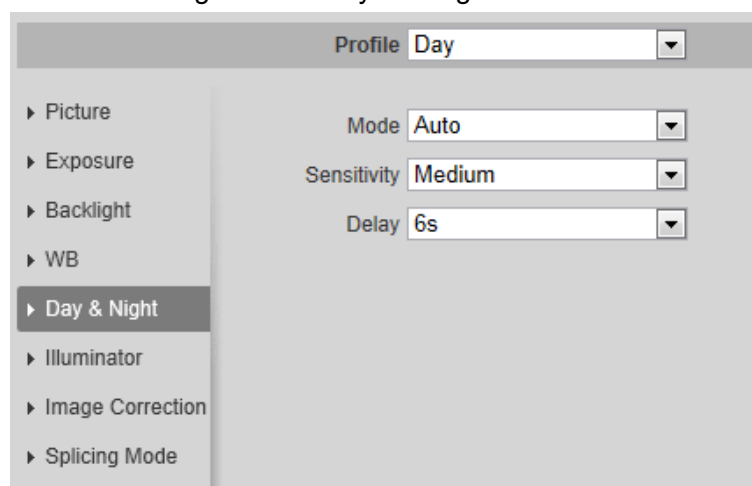 Profile Day
Picture
Mode Auto
Exposure
Sensitivity Medium
Backlight
Delay 6s
WB
Day & Night
Illuminator
Image Correction
Splicing Mode